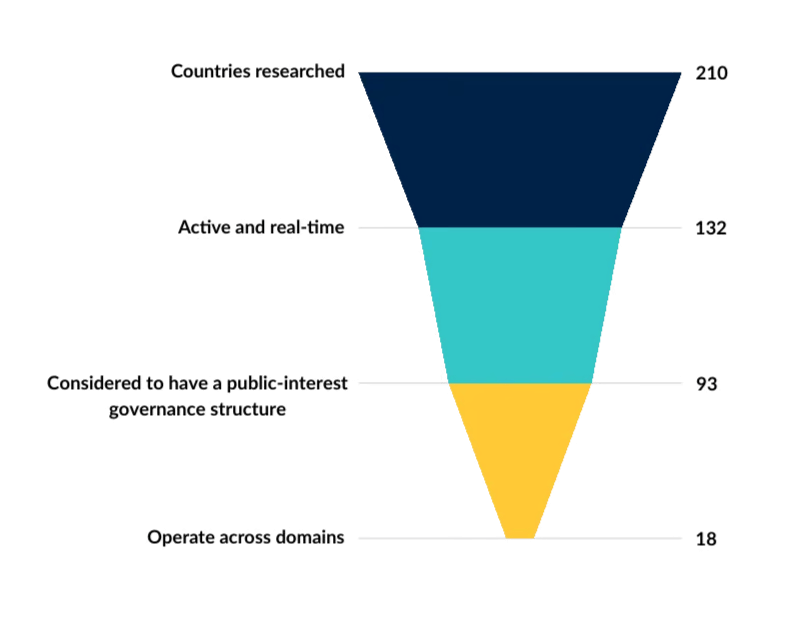 Countries researched 210
Active and real-time 132
Considered to have a public-interest 93
governance structure
Operate across domains 18